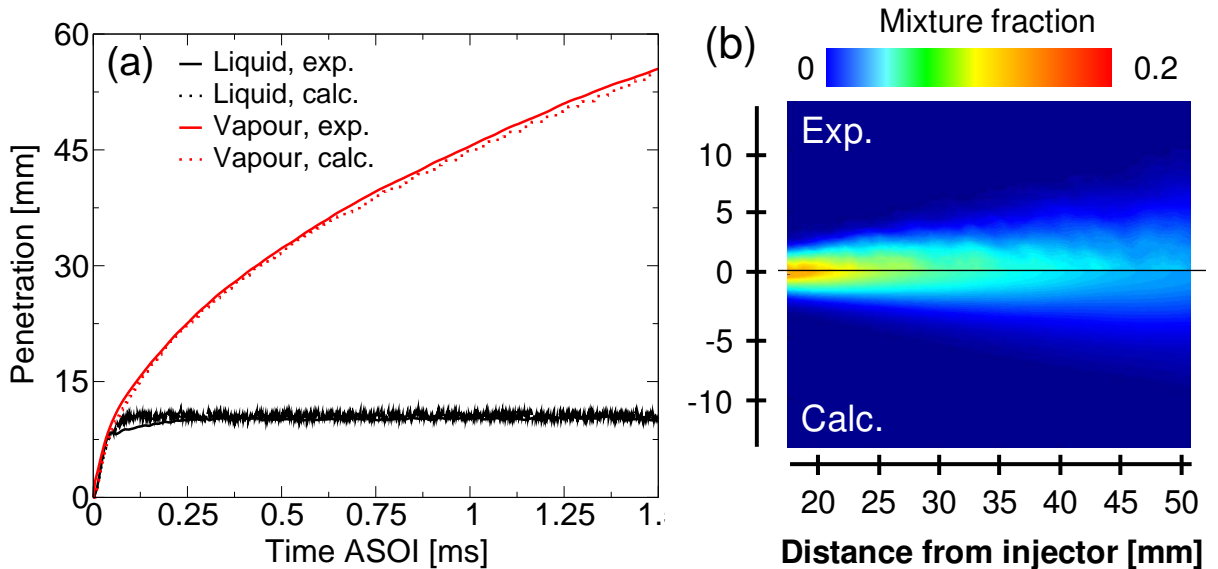 (a)
Liquid, exp.
Liquid, calc.
Vapour, exp.
Vapour, calc.
Penetration [mm]
60
45
30
15
0
0 0.25 0.5 0.75 1 1.25 1.5
Time ASOI [ms]
(b)
Mixture fraction
0 0.2
Exp.
Calc.
10
5
0
-5
-10
20 25 30 35 40 45 50
Distance from injector [mm]